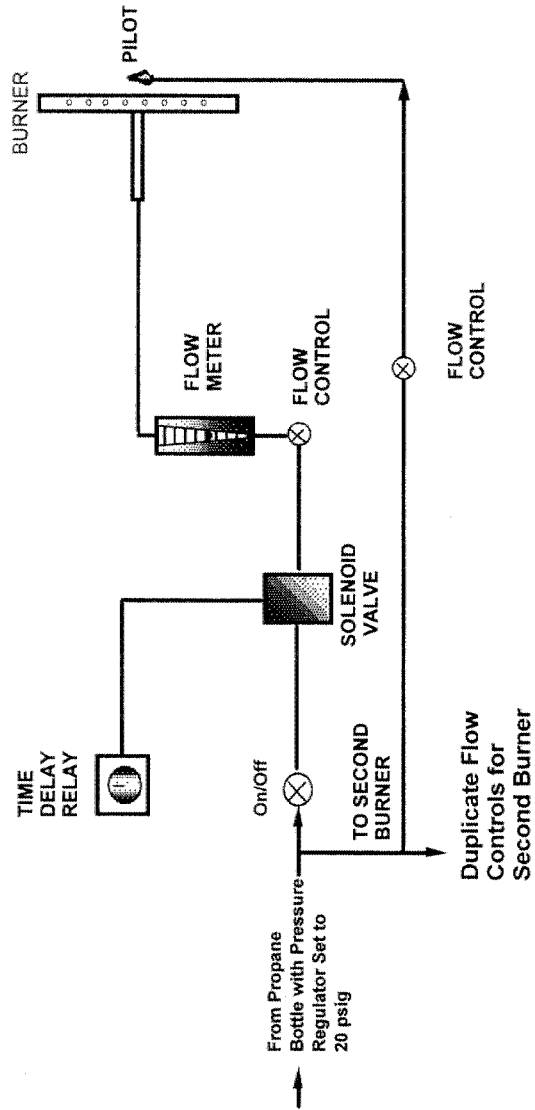 BURNER
PILOT
TIME
DELAY
RELAY
FLOW
METER
FLOW
CONTROL
On/Off
SOLENOID
VALVE
From Propane
Bottle with Pressure
Regulator Set to
20 psig
TO SECOND
BURNER
FLOW
CONTROL
Duplicate Flow
Controls for
Second Burner